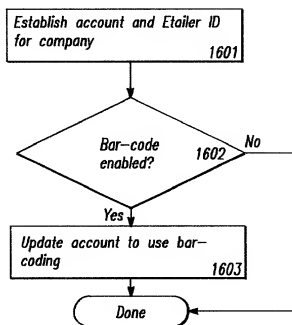 Establish account and Etailer ID
for company
1601
Bar-code
enabled?
1602
No
Yes
Update account to use bar-
coding
1603
Done